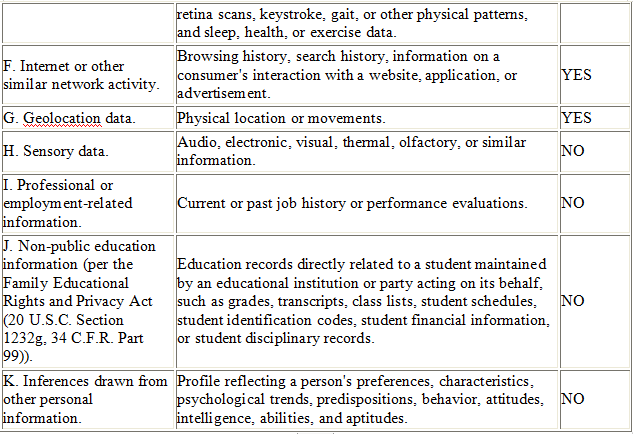 retina scans, keystroke, gait, or other physical patterns,
and sleep, health, or exercise data.
F. Internet or other
similar network activity.
Browsing history, search history, information on a
consumer's interaction with a website, application, or
advertisement.
YES
G. Geolocation data.
Physical location or movements.
YES
H. Sensory data.
Audio, electronic, visual, thermal, olfactory, or similar
information.
NO
I. Professional or
employment-related
information.
Current or past job history or performance evaluations.
NO
J. Non-public education
information (per the
Family Educational
Rights and Privacy Act
(20 U.S.C. Section
1232g, 34 C.F.R. Part
99)).
Education records directly related to a student maintained
by an educational institution or party acting on its behalf,
such as grades, transcripts, class lists, student schedules,
student identification codes, student financial information,
or student disciplinary records.
NO
K. Inferences drawn from
other personal
information.
Profile reflecting a person's preferences, characteristics,
psychological trends, predispositions, behavior, attitudes,
intelligence, abilities, and aptitudes.
NO